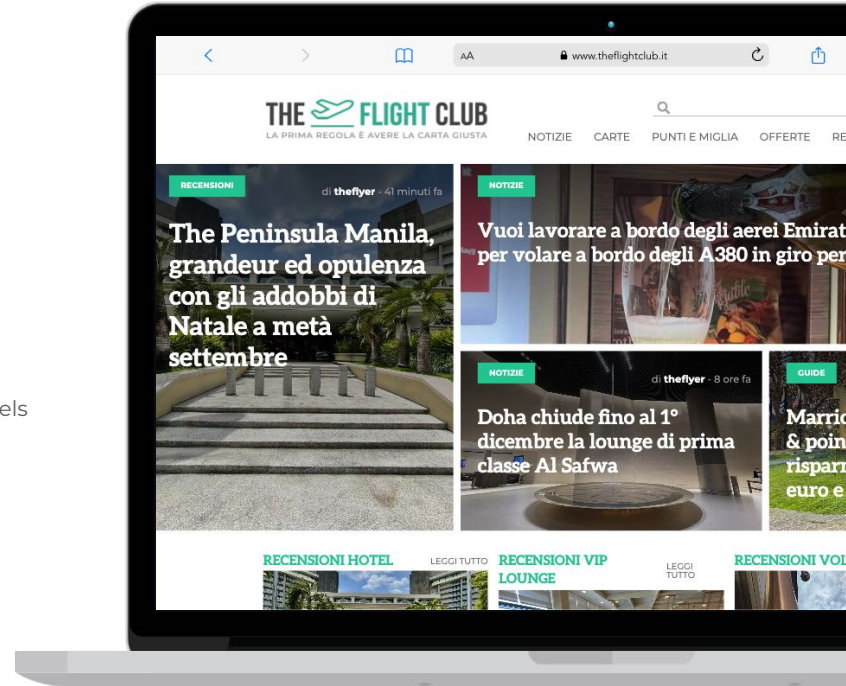 AA
www.theflightclub.it
THE FLIGHT CLUB
LA PRIMA REGOLA È AVERE LA CARTA GIUSTA
NOTIZIE CARTE PUNTI E MIGLIA OFFERTE RE
RECENSIONI
di theflyer - 41 minuti fa
The Peninsula Manila,
grandeur ed opulenza
con gli addobbi di
Natale a metà
settembre
NOTIZIE
Vuoi lavorare a bordo degli aerei Emirat
per volare a bordo degli A380 in giro per
NOTIZIE
di theflyer - 8 ore fa
Doha chiude fino al 1°
dicembre la lounge di prima
classe Al Safwa
GUIDE
Marrio
& poin
risparm
euro e
els
RECENSIONI HOTEL LEGGI TUTTO
RECENSIONI VIP
LOUNGE
LEGGI
TUTTO
RECENSIONI VOL